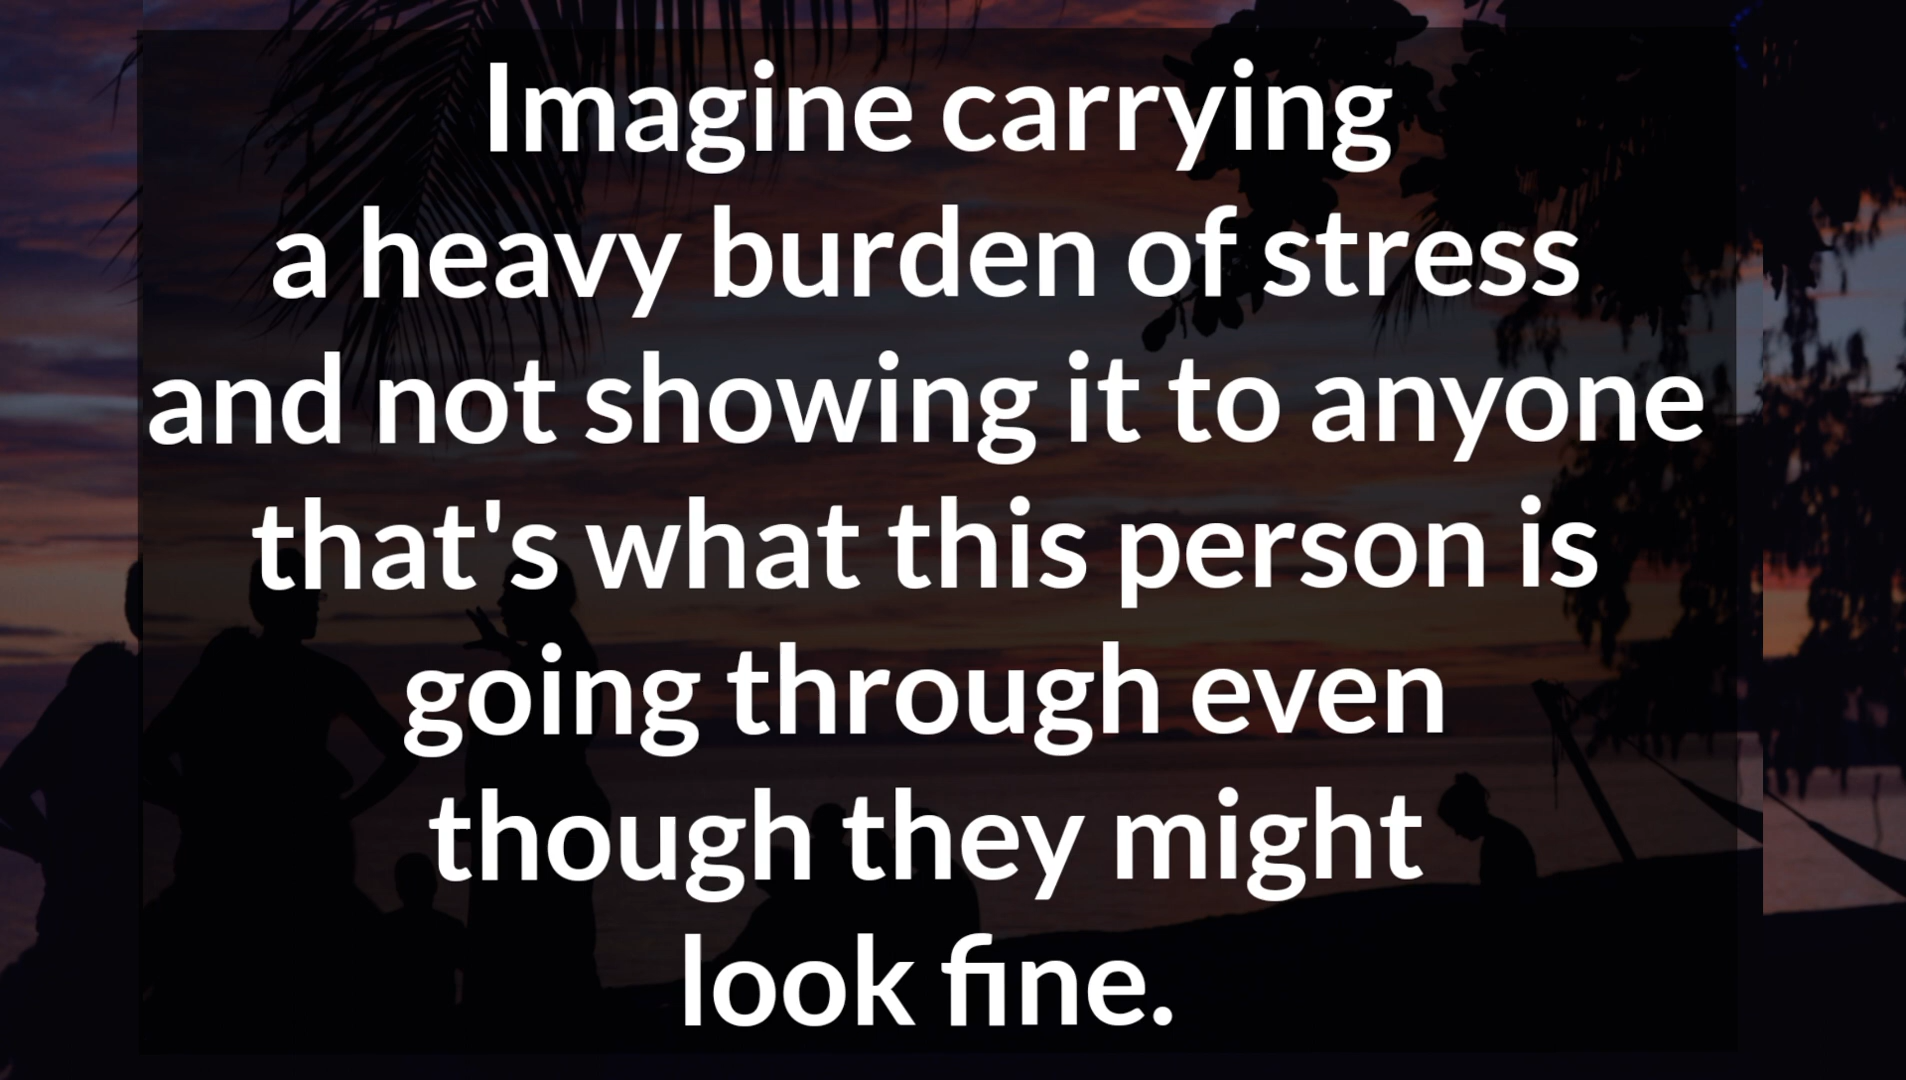 Imagine carrying
a heavy burden of stress
and not showing it to anyone
that's what this person is
going through even
though they might
look fine.